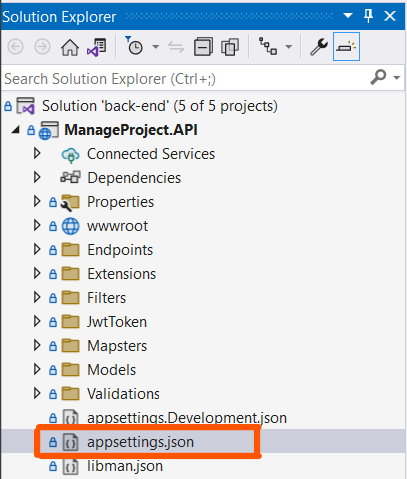 Solution Explorer
Search Solution Explorer (Ctrl+;)
Solution 'back-end' (5 of 5 projects)
ManageProject.API
Connected Services
Dependencies
Properties
wwwroot
Endpoints
Extensions
Filters
JwtToken
Mapsters
Models
Validations
appsettings.Development.json
appsettings.json
libman.json